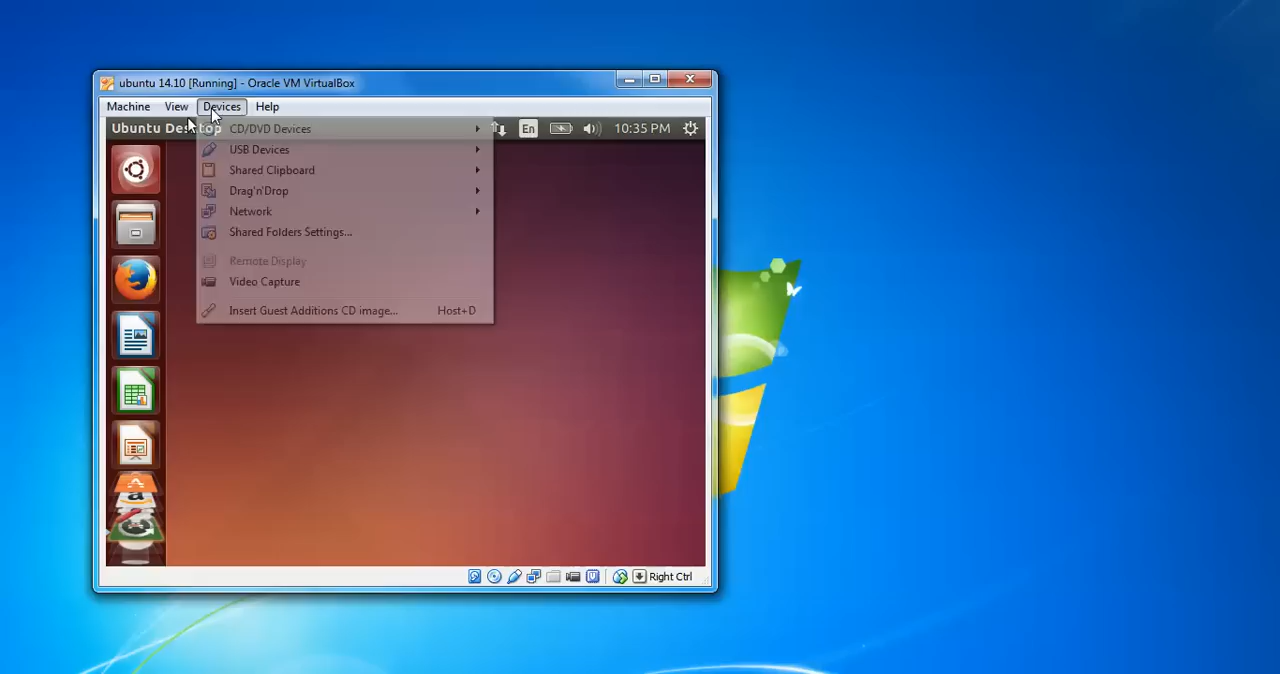 ubuntu 14.10 [Running] - Oracle VM VirtualBox
Machine View Devices Help
Ubuntu Desktop En 10:35 PM
CD/DVD Devices
USB Devices
Shared Clipboard
Drag'n'Drop
Network
Shared Folders Settings...
Remote Display
Video Capture
Insert Guest Additions CD image... Host+D
Right Ctrl